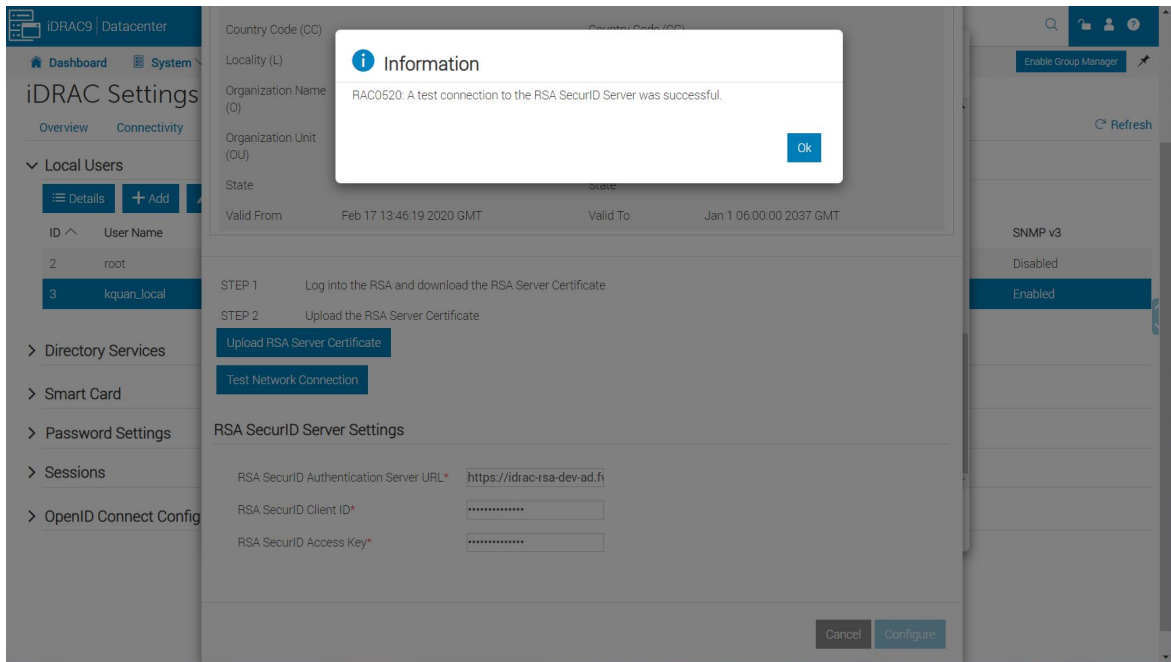 iDRAC9 | Datacenter
Enable Group Manager
Dashboard System
iDRAC Settings
Overview Connectivity
Refresh
Local Users
Details Add
ID User Name SNMP v3
2 root Disabled
3 kquan_local Enabled
Directory Services
Smart Card
Password Settings
Sessions
OpenID Connect Config
Country Code (CC) Country Code (CC)
Locality (L)
Organization Name
(O)
Organization Unit
(OU)
State State
Valid From Feb 17 13:46:19 2020 GMT Valid To Jan 1 06:00:00 2037 GMT
Information
RAC0520: A test connection to the RSA SecurID Server was successful.
Ok
STEP 1 Log into the RSA and download the RSA Server Certificate
STEP 2 Upload the RSA Server Certificate
Upload RSA Server Certificate
Test Network Connection
RSA SecurID Server Settings
RSA SecurID Authentication Server URL* https://idrac-rsa-dev-ad.f
RSA SecurID Client ID* ••••••••••••••
RSA SecurID Access Key* ••••••••••••••
Cancel Configure